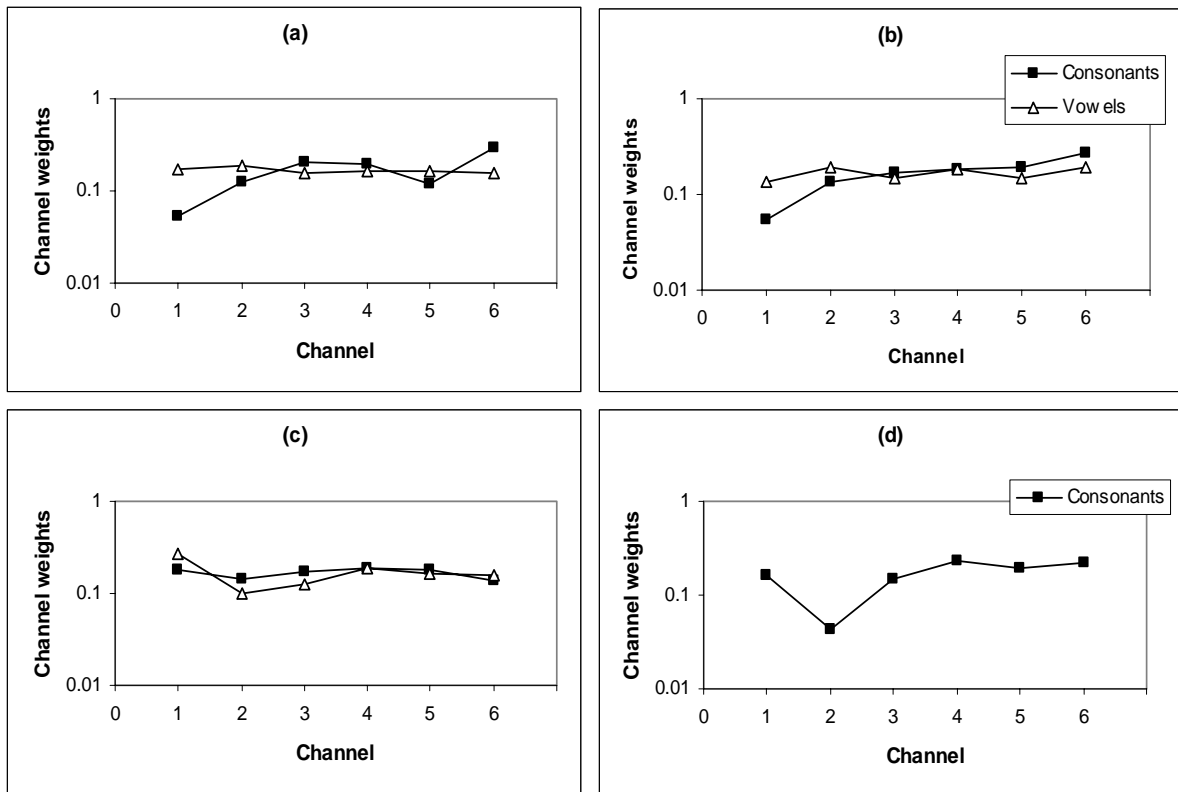 (a)
Channel weights
1
0.1
0.01
0 1 2 3 4 5 6
Channel
(b)
Consonants
Vowels
Channel weights
1
0.1
0.01
0 1 2 3 4 5 6
Channel
(c)
Channel weights
1
0.1
0.01
0 1 2 3 4 5 6
Channel
(d)
Consonants
Channel weights
1
0.1
0.01
0 1 2 3 4 5 6
Channel